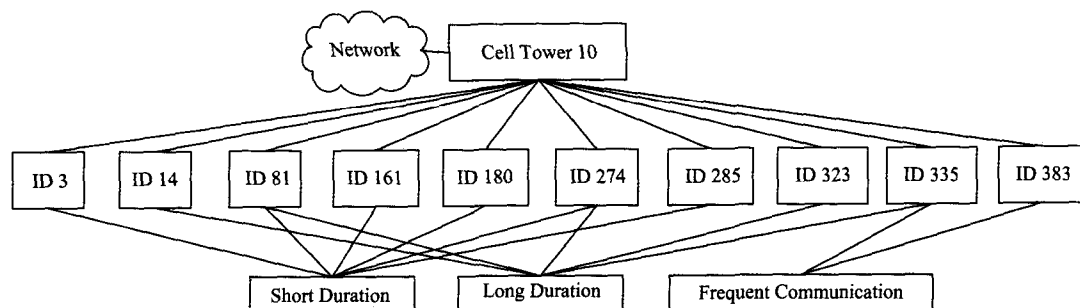 Network
Cell Tower 10
ID 3
ID 14
ID 81
ID 161
ID 180
ID 274
ID 285
ID 323
ID 335
ID 383
Short Duration
Long Duration
Frequent Communication